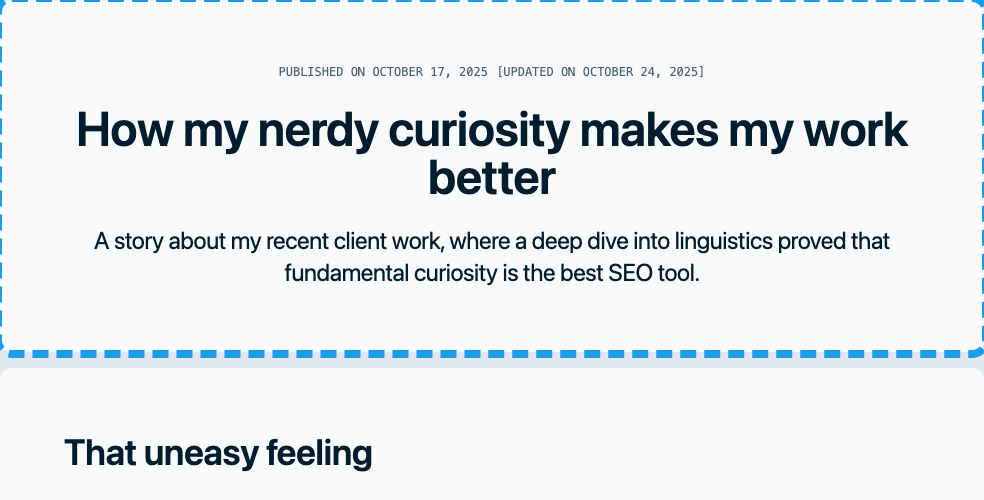 PUBLISHED ON OCTOBER 17, 2025 [UPDATED ON OCTOBER 24, 2025]
How my nerdy curiosity makes my work
better
A story about my recent client work, where a deep dive into linguistics proved that
fundamental curiosity is the best SEO tool.
That uneasy feeling